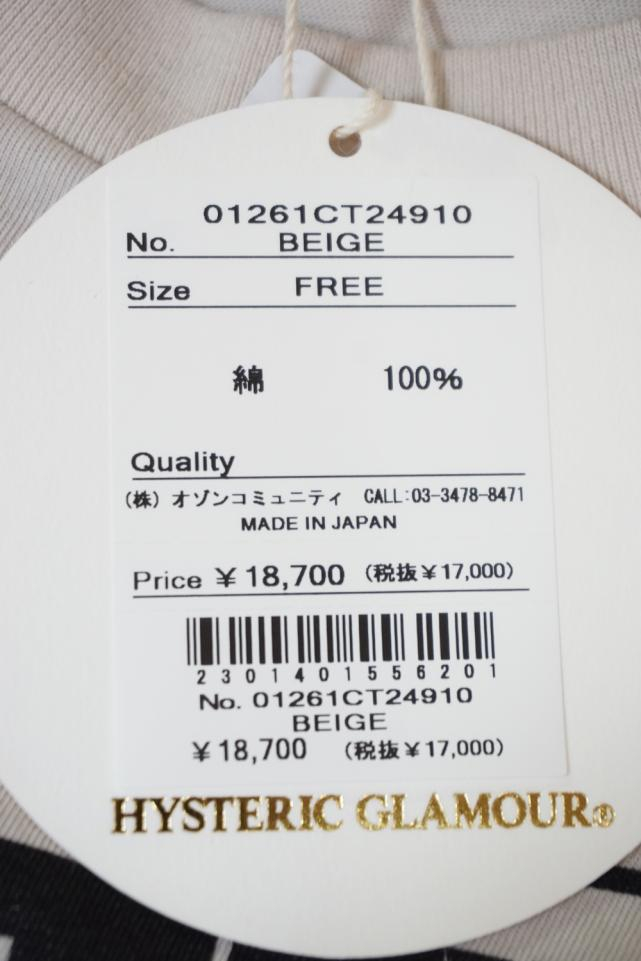 01261CT24910
No. BEIGE
Size FREE
綿 100%
Quality
(株) オゾンコミュニティ CALL:03-3478-8471
MADE IN JAPAN
Price ¥18,700 (税抜¥17,000)
2301401556201
No. 01261CT24910
BEIGE
¥18,700 (税抜¥17,000)
HYSTERIC GLAMOUR®